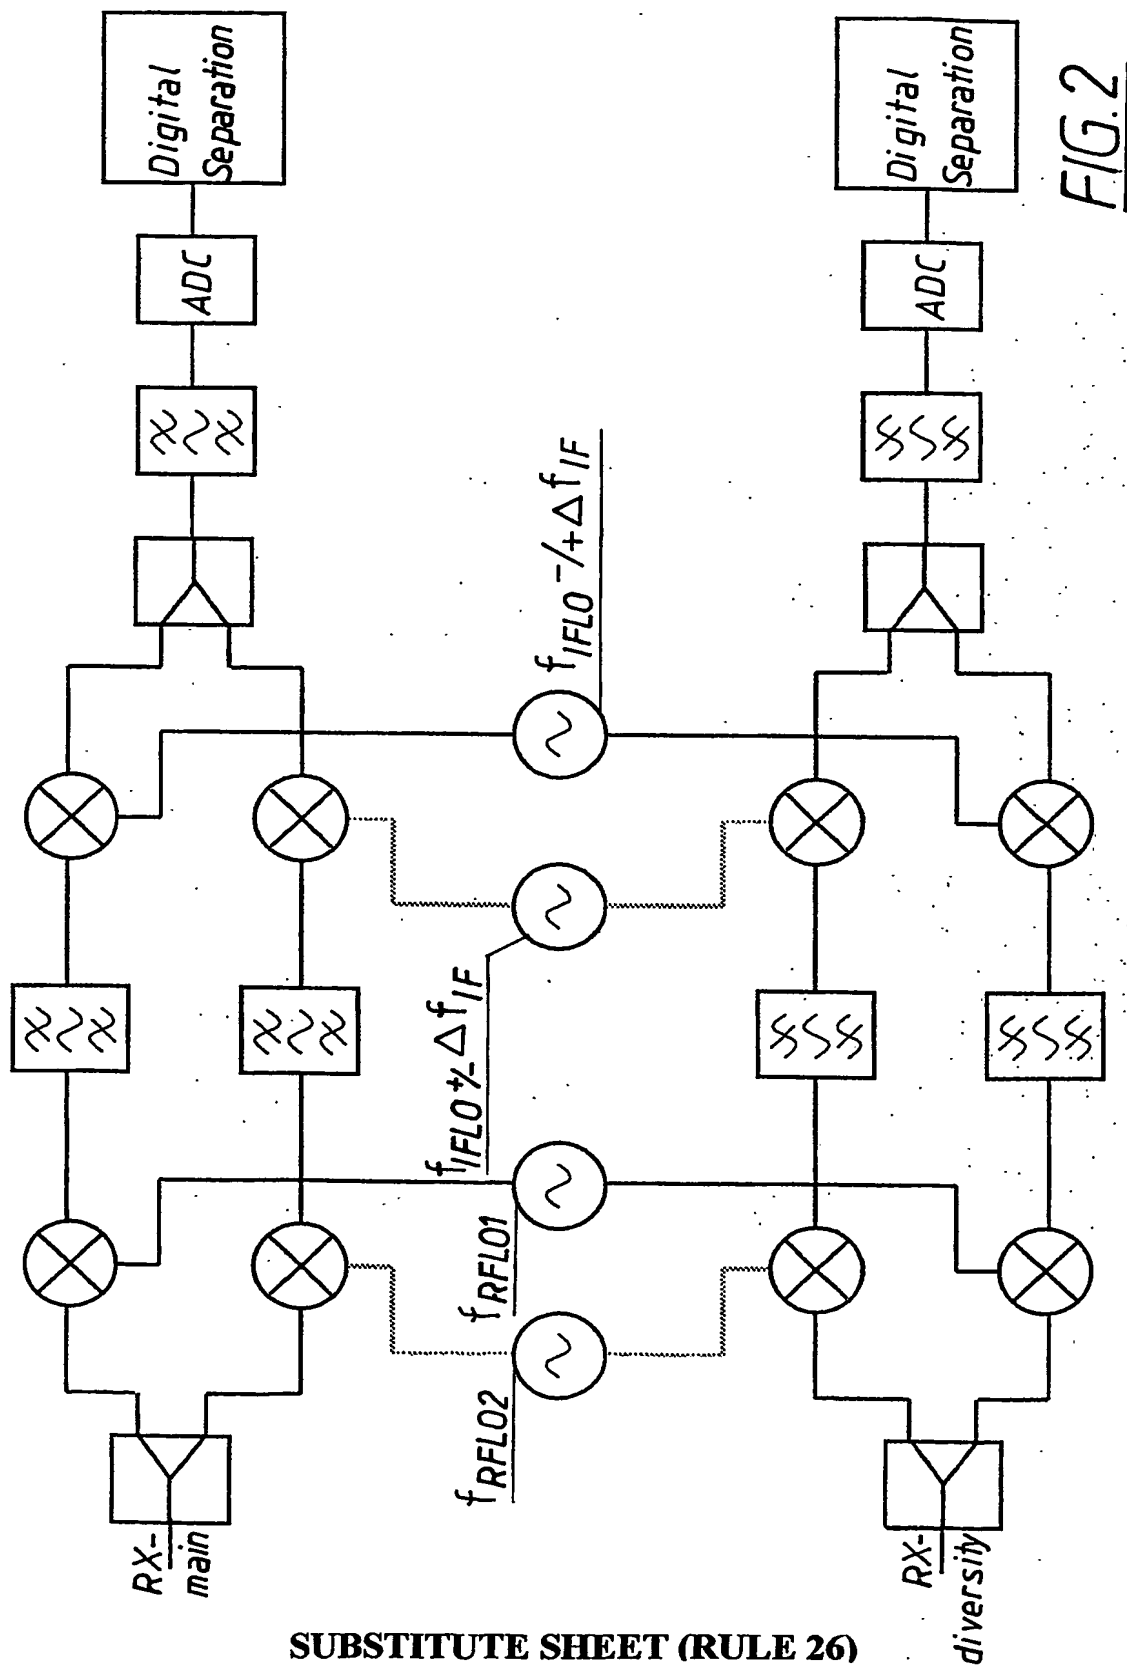 RX-
main
Digital
Separation
ADC
f_IFLO -/+ Δf_IF
f_IFLO +/- Δf_IF
f_RFLO1
f_RFLO2
RX-
diversity
ADC
Digital
Separation
FIG.2
SUBSTITUTE SHEET (RULE 26)